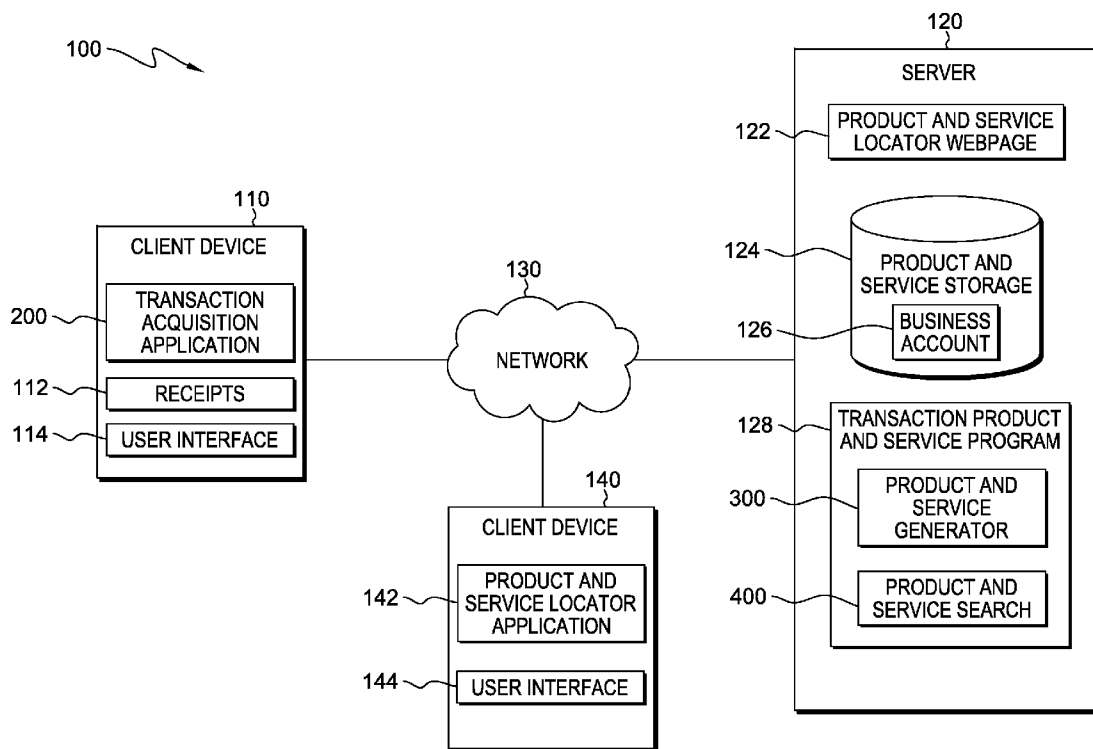 100
120
SERVER
122
PRODUCT AND SERVICE
LOCATOR WEBPAGE
124
PRODUCT AND
SERVICE STORAGE
126
BUSINESS
ACCOUNT
128
TRANSACTION PRODUCT
AND SERVICE PROGRAM
300
PRODUCT AND
SERVICE
GENERATOR
400
PRODUCT AND
SERVICE SEARCH
110
CLIENT DEVICE
200
TRANSACTION
ACQUISITION
APPLICATION
112
RECEIPTS
114
USER INTERFACE
130
NETWORK
140
CLIENT DEVICE
142
PRODUCT AND
SERVICE LOCATOR
APPLICATION
144
USER INTERFACE